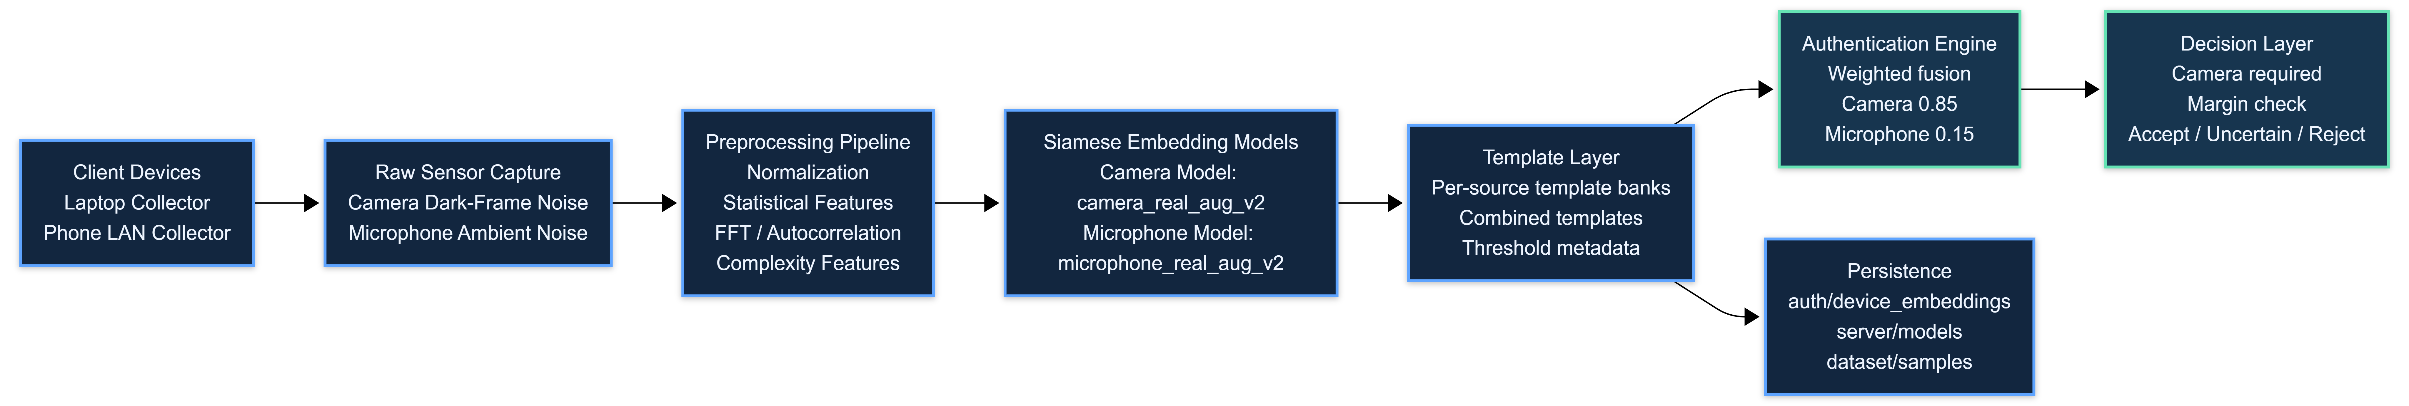 Client Devices
Laptop Collector
Phone LAN Collector
Raw Sensor Capture
Camera Dark-Frame Noise
Microphone Ambient Noise
Preprocessing Pipeline
Normalization
Statistical Features
FFT / Autocorrelation
Complexity Features
Siamese Embedding Models
Camera Model:
camera_real_aug_v2
Microphone Model:
microphone_real_aug_v2
Template Layer
Per-source template banks
Combined templates
Threshold metadata
Authentication Engine
Weighted fusion
Camera 0.85
Microphone 0.15
Decision Layer
Camera required
Margin check
Accept / Uncertain / Reject
Persistence
auth/device_embeddings
server/models
dataset/samples